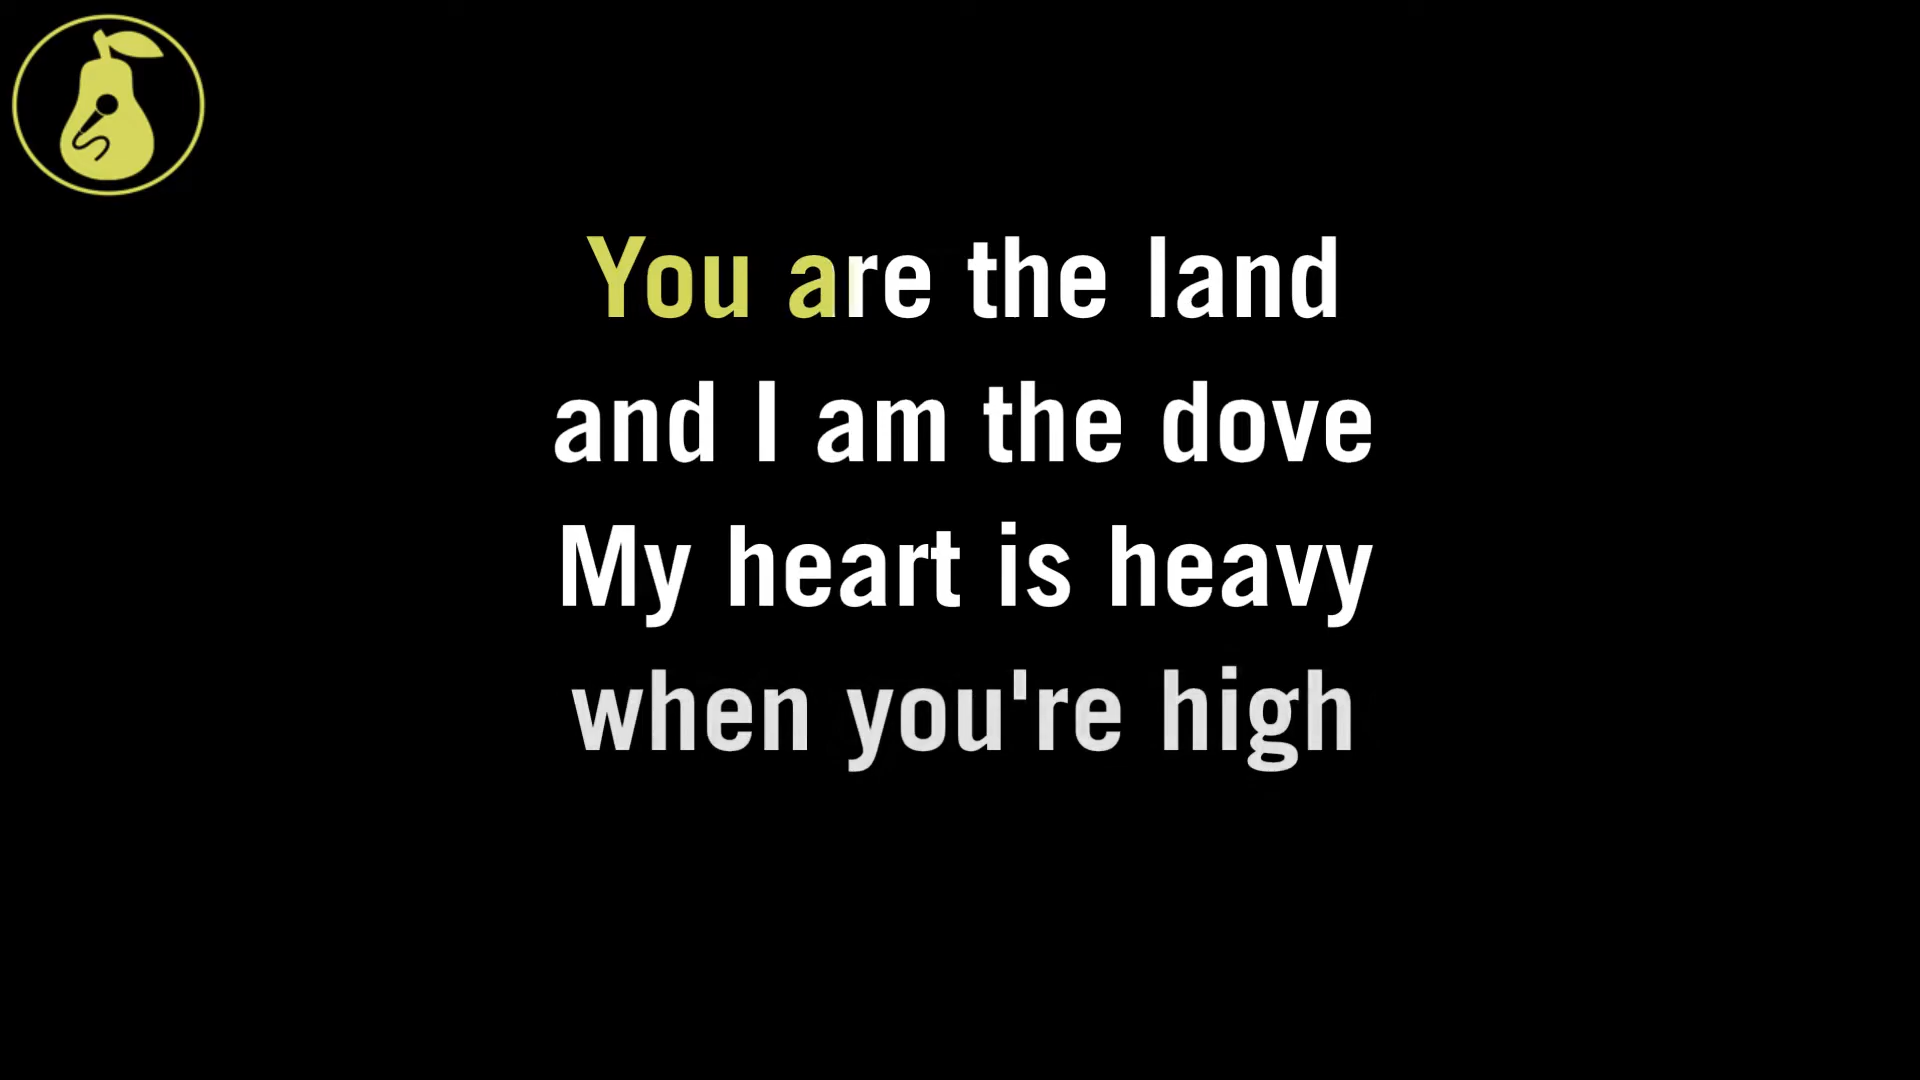 You are the land
and I am the dove
My heart is heavy
when you're high